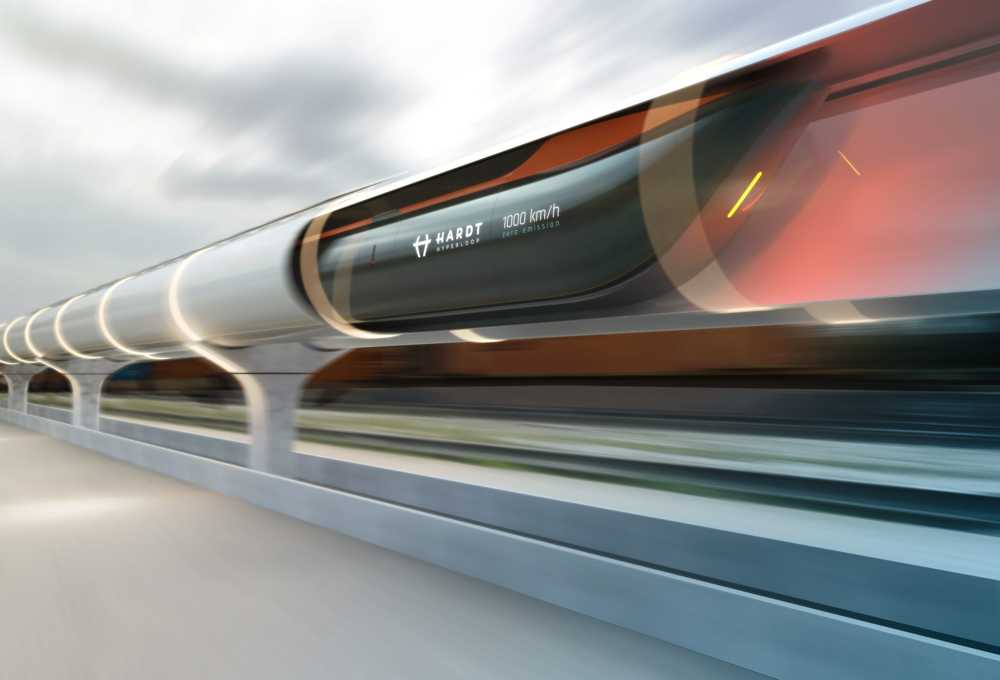 HARDT
HYPERLOOP
1000 km/h
zero emission